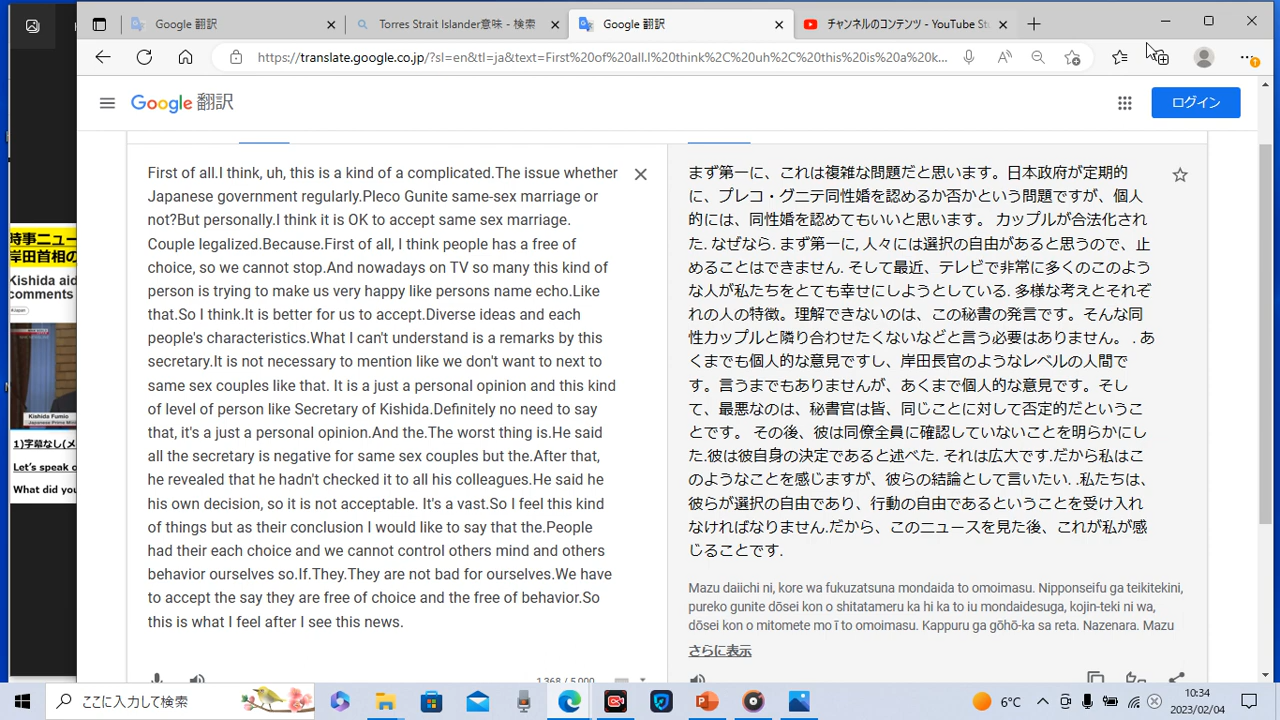 Google 翻訳
Torres Strait Islander意味 - 検索
Google 翻訳
チャンネルのコンテンツ - YouTube St
https://translate.google.co.jp/?sl=en&tl=ja&text=First%20of%20all.I%20think%2C%20uh%2C%20this%20is%20a%20k...
Google 翻訳
ログイン
First of all.I think, uh, this is a kind of a complicated.The issue whether
Japanese government regularly.Pleco Gunite same-sex marriage or
not?But personally.I think it is OK to accept same sex marriage.
Couple legalized.Because.First of all, I think people has a free of
choice, so we cannot stop.And nowadays on TV so many this kind of
person is trying to make us very happy like persons name echo.Like
that.So I think.It is better for us to accept.Diverse ideas and each
people's characteristics.What I can't understand is a remarks by this
secretary.It is not necessary to mention like we don't want to next to
same sex couples like that. It is a just a personal opinion and this kind
of level of person like Secretary of Kishida.Definitely no need to say
that, it's a just a personal opinion.And the.The worst thing is.He said
all the secretary is negative for same sex couples but the.After that,
he revealed that he hadn't checked it to all his colleagues.He said he
his own decision, so it is not acceptable. It's a vast.So I feel this kind
of things but as their conclusion I would like to say that the.People
had their each choice and we cannot control others mind and others
behavior ourselves so.If.They.They are not bad for ourselves.We have
to accept the say they are free of choice and the free of behavior.So
this is what I feel after I see this news.
1,368 / 5,000
まず第一に、これは複雑な問題だと思います。日本政府が定期的
に、プレコ・グニテ同性婚を認めるか否かという問題ですが、個人
的には、同性婚を認めてもいいと思います。 カップルが合法化され
た. なぜなら. まず第一に, 人々には選択の自由があると思うので、止
めることはできません. そして最近、テレビで非常に多くのこのよう
な人が私たちをとても幸せにしようとしている. 多様な考えとそれぞ
れの人の特徴。理解できないのは、この秘書の発言です。そんな同
性カップルと隣り合わせたくないなどと言う必要はありません。 . あ
くまでも個人的な意見ですし、岸田長官のようなレベルの人間で
す。言うまでもありませんが、あくまで個人的な意見です。そし
て、最悪なのは、秘書官は皆、同じことに対して否定的だというこ
とです。 その後、彼は同僚全員に確認していないことを明らかにし
た.彼は彼自身の決定であると述べた. それは広大です.だから私はこ
のようなことを感じますが、彼らの結論として言いたい. .私たちは、
彼らが選択の自由であり、行動の自由であるということを受け入れ
なければなりません.だから、このニュースを見た後、これが私が感
じることです.
Mazu daiichi ni, kore wa fukuzatsuna mondaida to omoimasu. Nipponseifu ga teikitekini,
pureko gunite dōsei kon o shitatameru ka hi ka to iu mondaidesuga, kojin-teki ni wa,
dōsei kon o mitomete mo ī to omoimasu. Kappuru ga gōhō-ka sa reta. Nazenara. Mazu
さらに表示
時事ニュー
岸田首相の
Kishida aid
comments
Kishida Fumio
Japanese Prime Mini
1)字幕なし(メ
Let's speak o
What did you
ここに入力して検索
6°C
10:34
2023/02/04